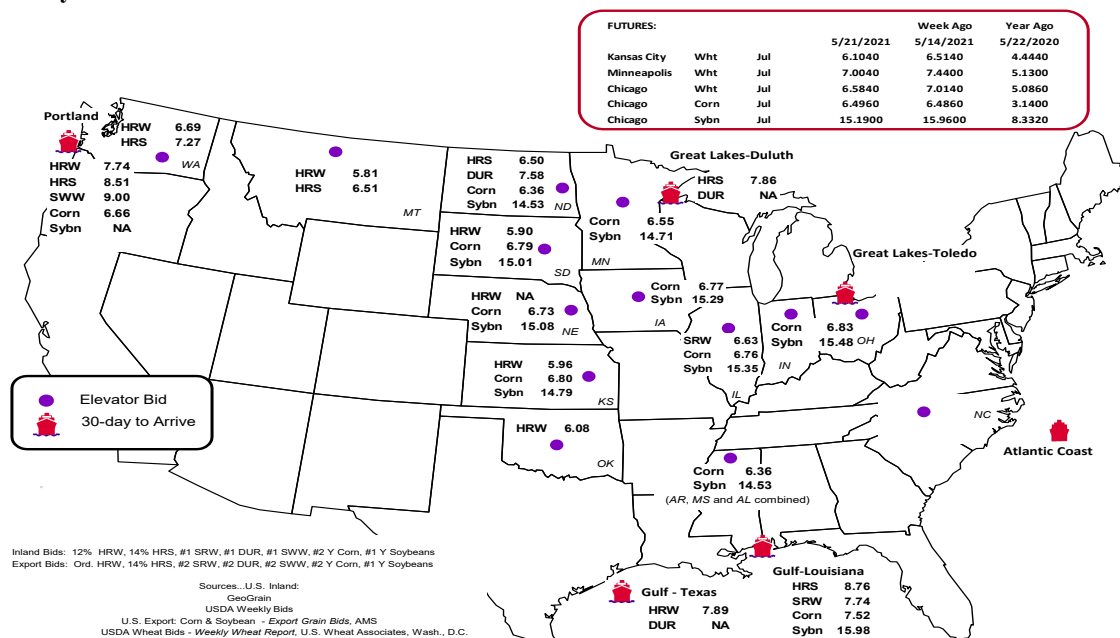 FUTURES: Week Ago Year Ago
5/21/2021 5/14/2021 5/22/2020
Kansas City Wht Jul 6.1040 6.5140 4.4440
Minneapolis Wht Jul 7.0040 7.4400 5.1300
Chicago Wht Jul 6.5840 7.0140 5.0860
Chicago Corn Jul 6.4960 6.4860 3.1400
Chicago Sybn Jul 15.1900 15.9600 8.3320
Portland
HRW 7.74
HRS 8.51
SWW 9.00
Corn 6.66
Sybn NA
HRW 6.69
HRS 7.27
WA
HRW 5.81
HRS 6.51
MT
HRS 6.50
DUR 7.58
Corn 6.36
Sybn 14.53
ND
HRW 5.90
Corn 6.79
Sybn 15.01
SD
HRW NA
Corn 6.73
Sybn 15.08
NE
HRW 5.96
Corn 6.80
Sybn 14.79
KS
HRW 6.08
OK
Corn 6.55
Sybn 14.71
MN
Great Lakes-Duluth
HRS 7.86
DUR NA
Great Lakes-Toledo
Corn 6.77
Sybn 15.29
IA
SRW 6.63
Corn 6.76
Sybn 15.35
IL
Corn 6.83
Sybn 15.48
IN
OH
NC
Atlantic Coast
Corn 6.36
Sybn 14.53
(AR, MS and AL combined)
Elevator Bid
30-day to Arrive
Gulf - Texas
HRW 7.89
DUR NA
Gulf-Louisiana
HRS 8.76
SRW 7.74
Corn 7.52
Sybn 15.98
Inland Bids: 12% HRW, 14% HRS, #1 SRW, #1 DUR, #1 SWW, #2 Y Corn, #1 Y Soybeans
Export Bids: Ord. HRW, 14% HRS, #2 SRW, #2 DUR, #2 SWW, #2 Y Corn, #1 Y Soybeans
Sources...U.S. Inland:
GeoGrain
USDA Weekly Bids
U.S. Export: Corn & Soybean - Export Grain Bids, AMS
USDA Wheat Bids - Weekly Wheat Report, U.S. Wheat Associates, Wash., D.C.